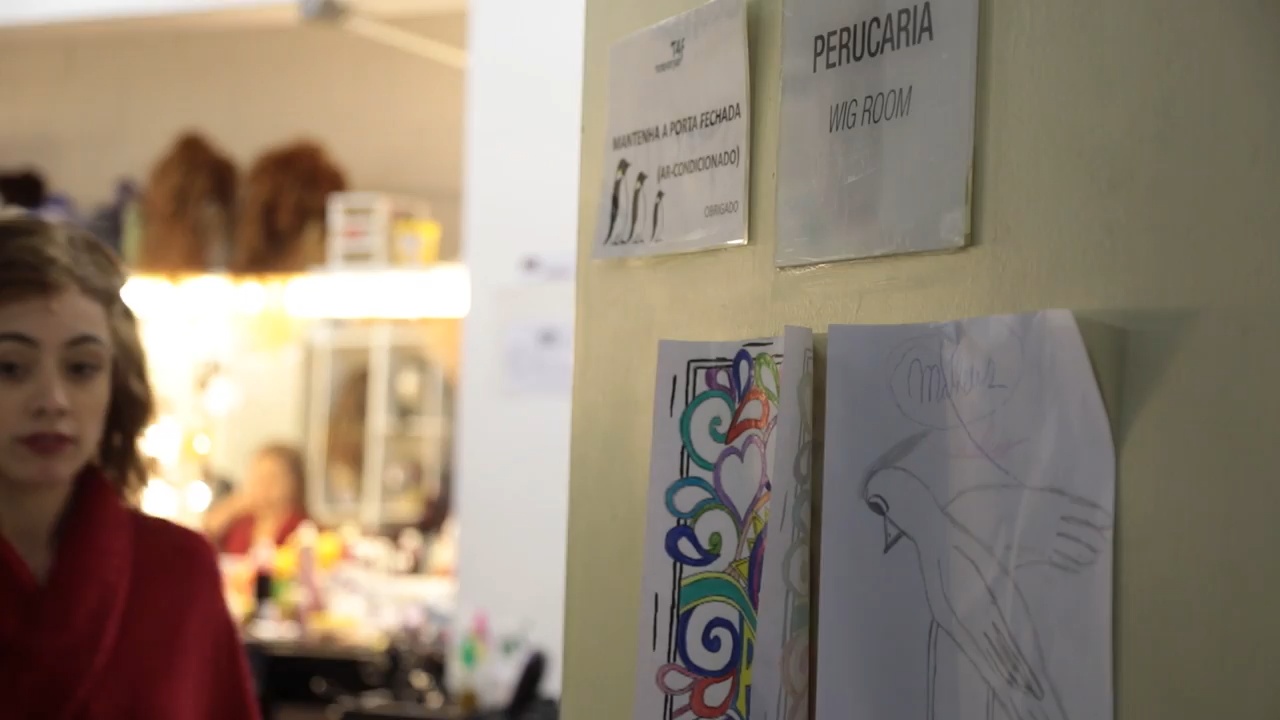 MANTENHA A PORTA FECHADA
(AR-CONDICIONADO)
OBRIGADO
PERUCARIA
WIG ROOM